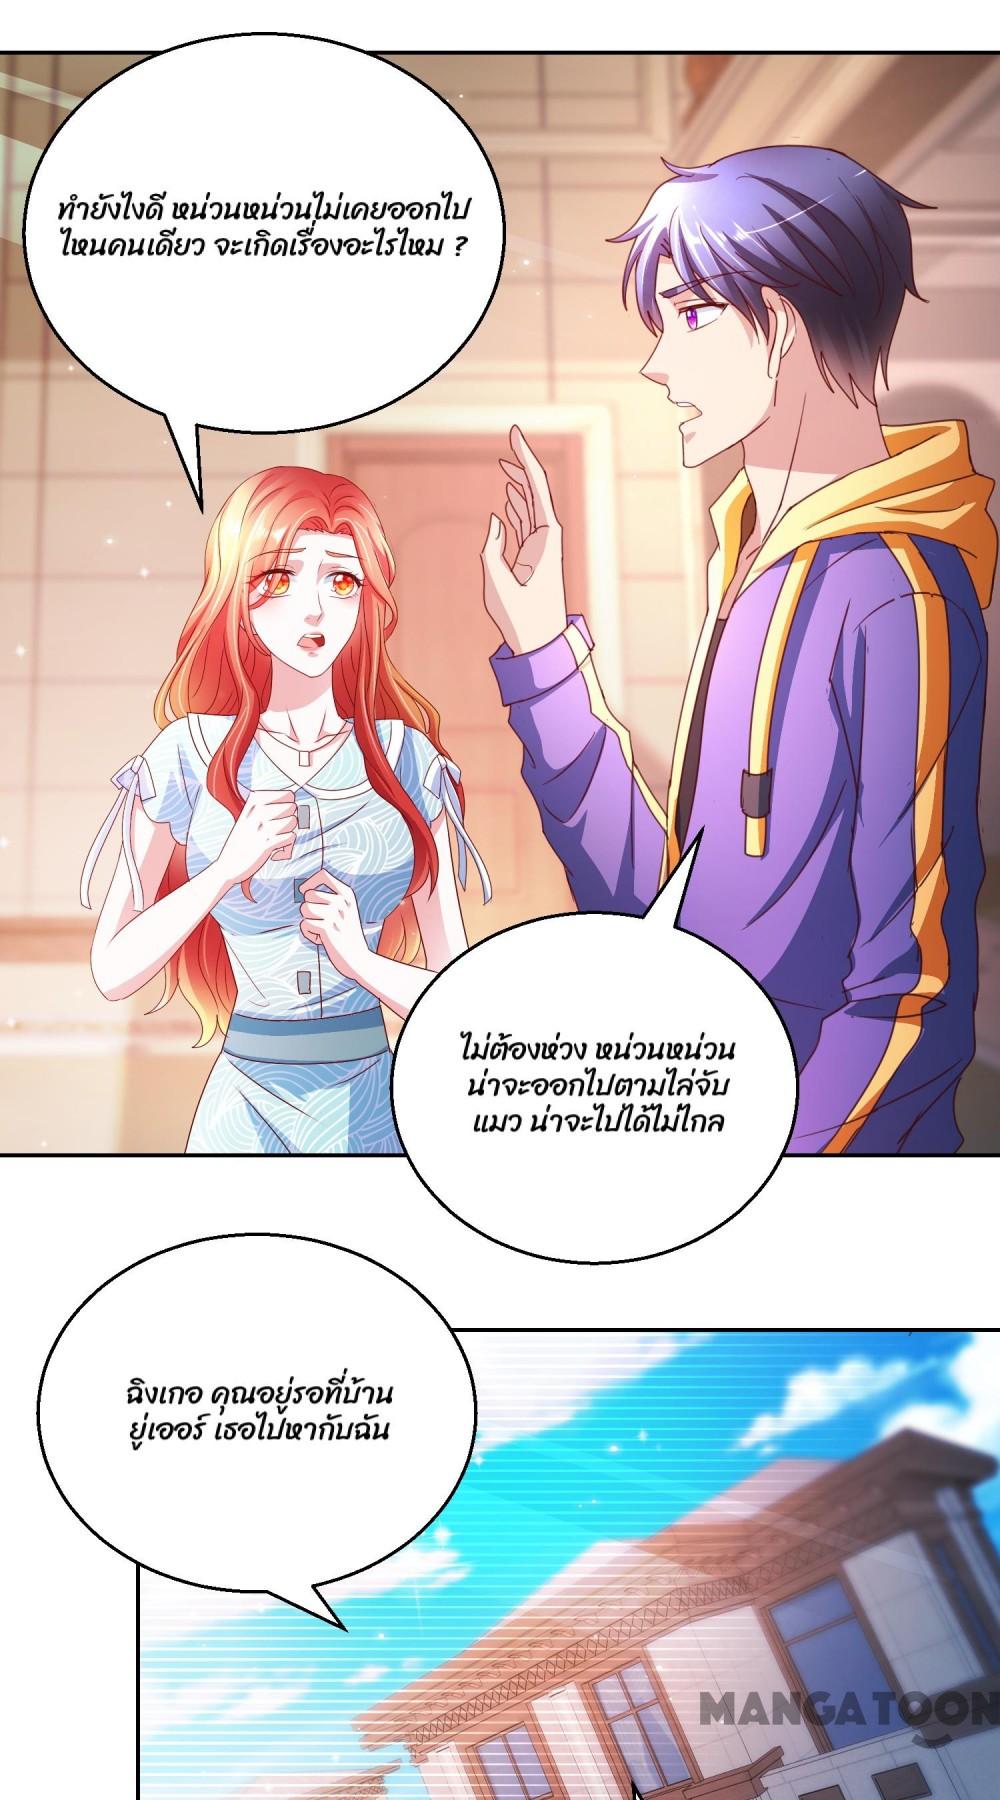 ทำยังไงดี หน่วนหน่วนไม่เคยออกไป
ไหนคนเดียว จะเกิดเรื่องอะไรไหม ?
ไม่ต้องห่วง หน่วนหน่วน
น่าจะออกไปตามไล่จับ
แมว น่าจะไปได้ไม่ไกล
ฉิงเกอ คุณอยู่รอที่บ้าน
ยู่เออร์ เธอไปหากับฉัน
MANGATOON